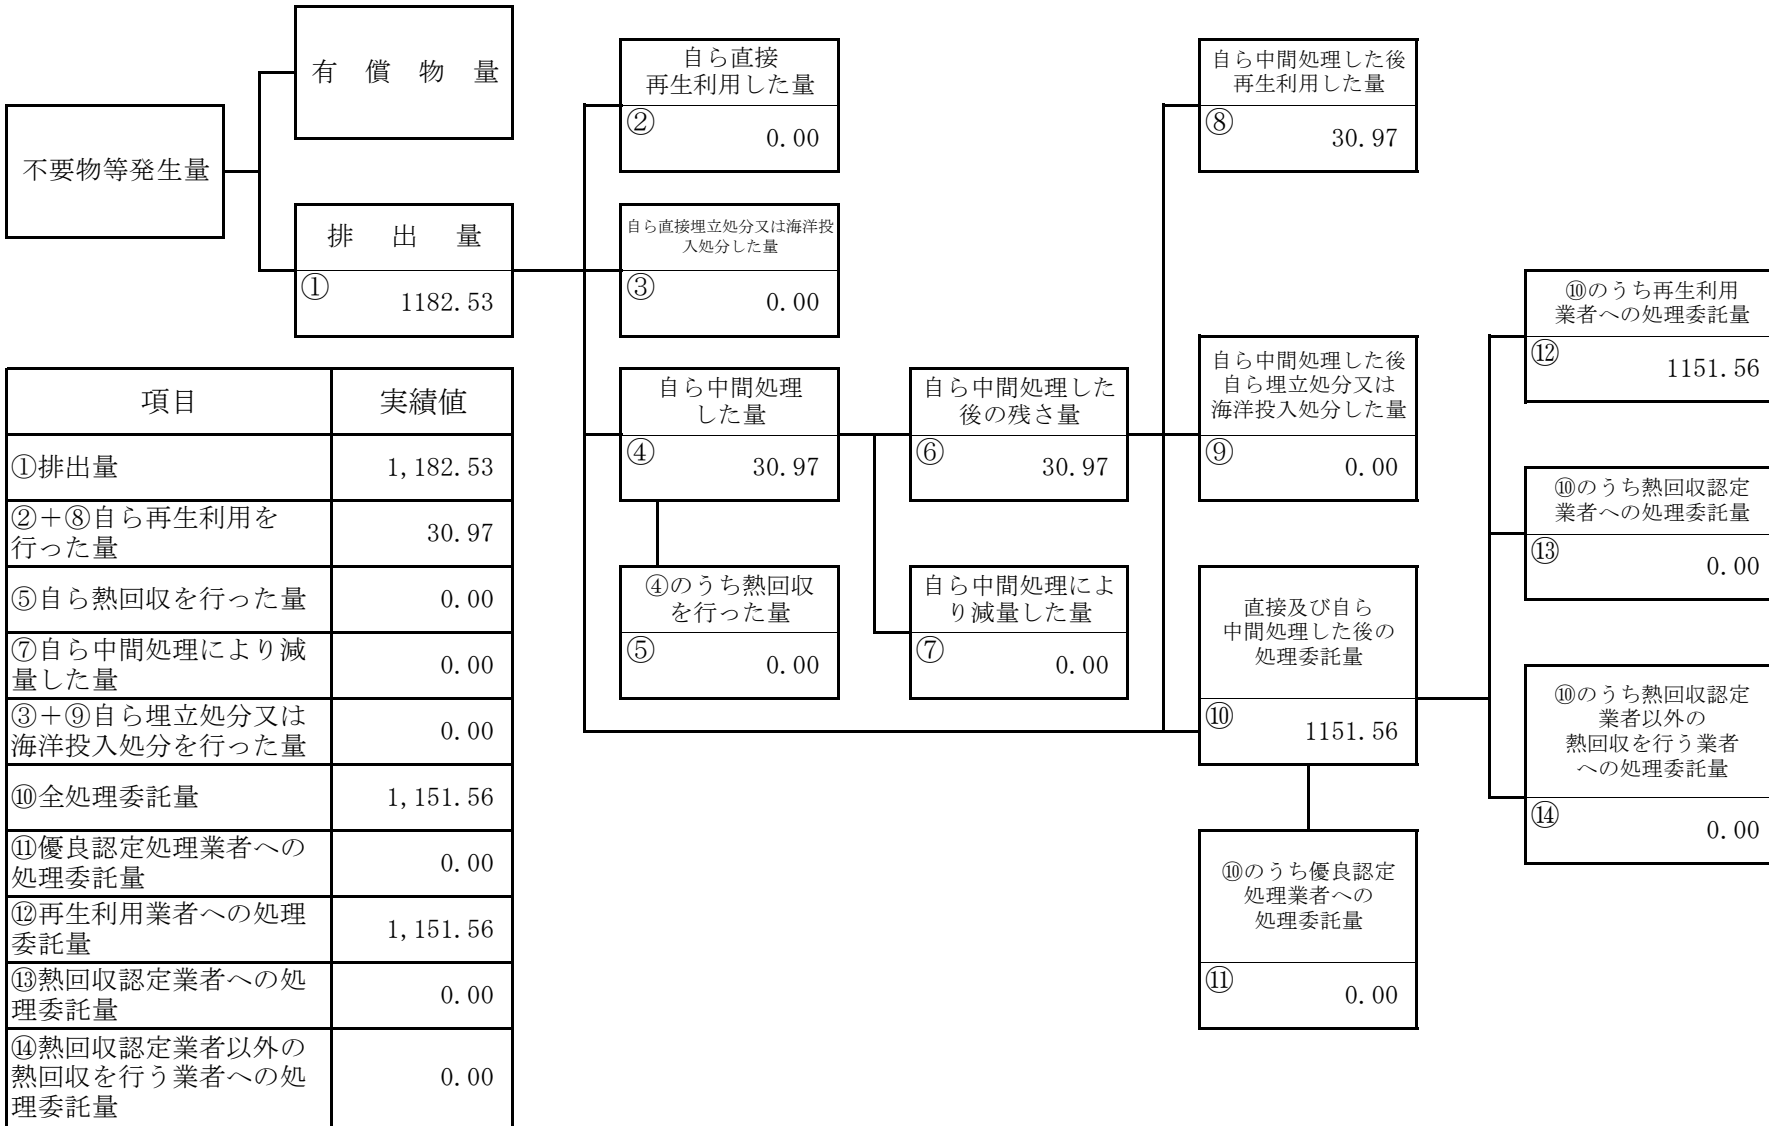 不要物等発生量
有償物量
排出量
①
1182.53
自ら直接
再生利用した量
②
0.00
自ら直接埋立処分又は海洋投
入処分した量
③
0.00
自ら中間処理
した量
④
30.97
④のうち熱回収
を行った量
⑤
0.00
自ら中間処理した
後の残さ量
⑥
30.97
自ら中間処理によ
り減量した量
⑦
0.00
自ら中間処理した後
再生利用した量
⑧
30.97
自ら中間処理した後
自ら埋立処分又は
海洋投入処分した量
⑨
0.00
直接及び自ら
中間処理した後の
処理委託量
⑩
1151.56
⑩のうち優良認定
処理業者への
処理委託量
⑪
0.00
⑩のうち再生利用
業者への処理委託量
⑫
1151.56
⑩のうち熱回収認定
業者への処理委託量
⑬
0.00
⑩のうち熱回収認定
業者以外の
熱回収を行う業者
への処理委託量
⑭
0.00
項目
実績値
①排出量
1,182.53
②＋⑧自ら再生利用を
行った量
30.97
⑤自ら熱回収を行った量
0.00
⑦自ら中間処理により減
量した量
0.00
③＋⑨自ら埋立処分又は
海洋投入処分を行った量
0.00
⑩全処理委託量
1,151.56
⑪優良認定処理業者への
処理委託量
0.00
⑫再生利用業者への処理
委託量
1,151.56
⑬熱回収認定業者への処
理委託量
0.00
⑭熱回収認定業者以外の
熱回収を行う業者への処
理委託量
0.00